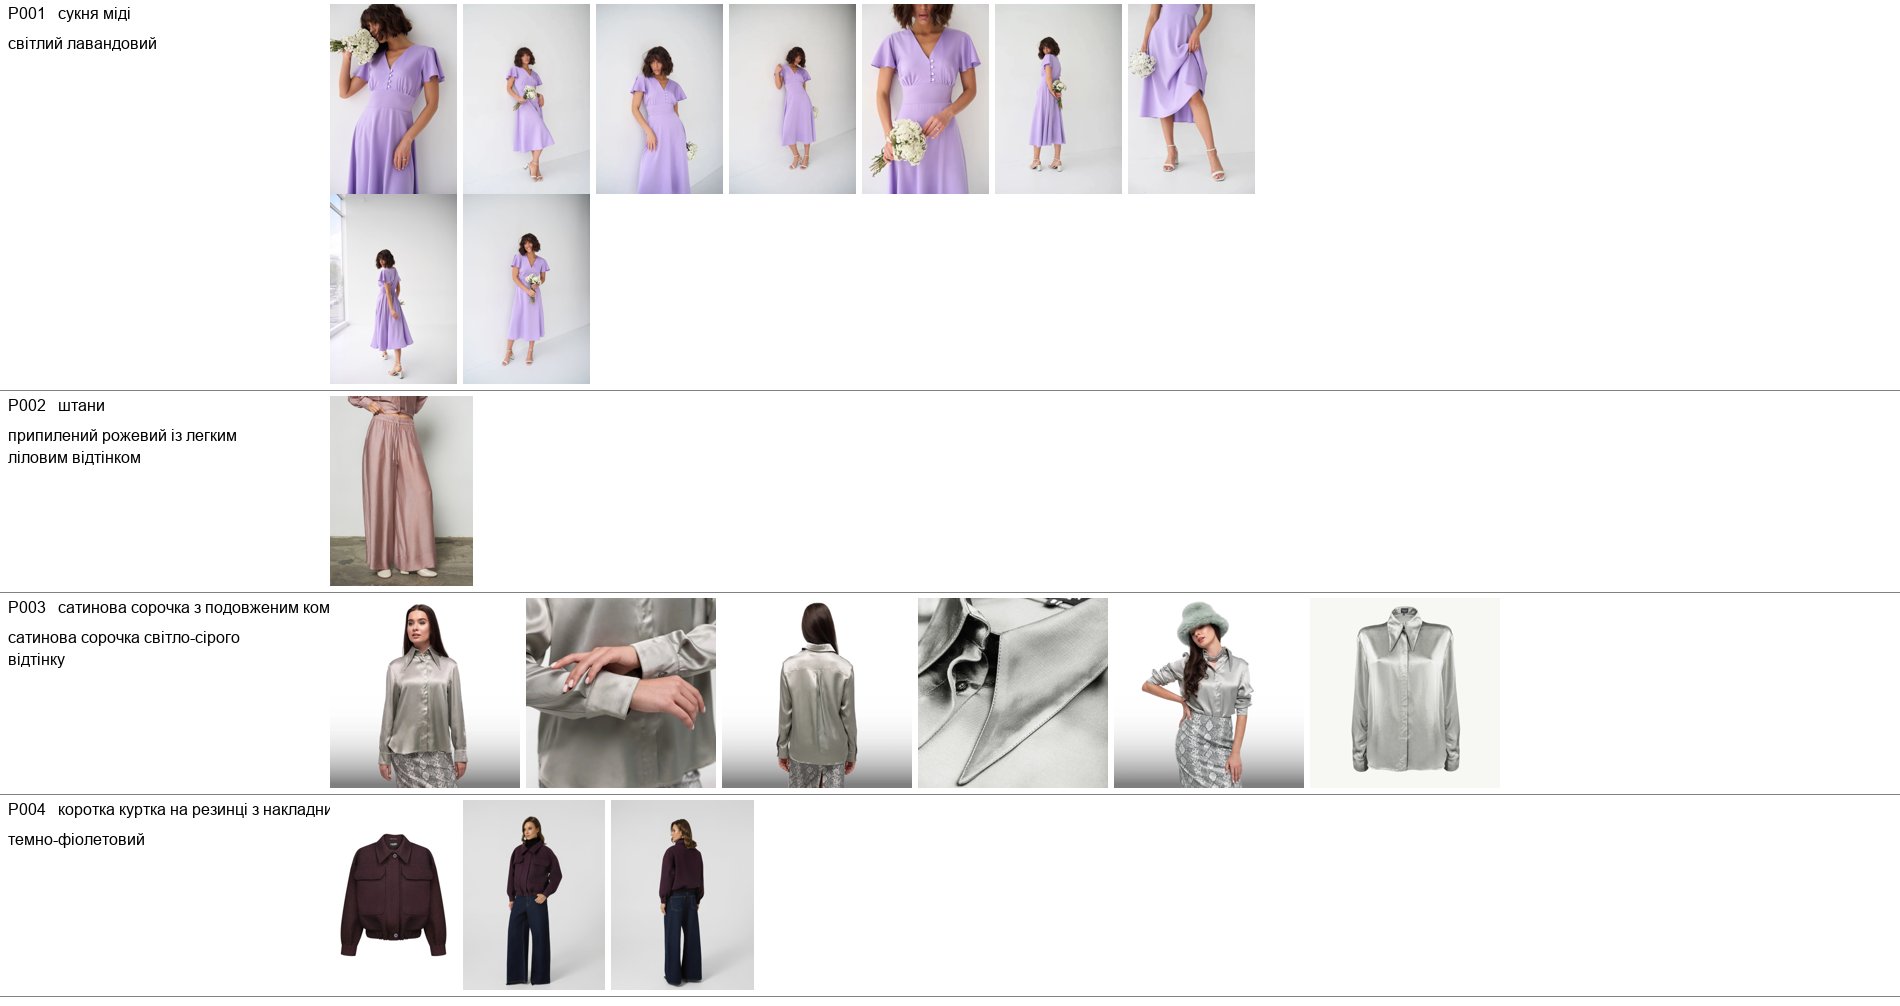 P001 сукня міді
світлий лавандовий
P002 штани
припилений рожевий із легким
ліловим відтінком
P003 сатинова сорочка з подовженим ком
сатинова сорочка світло-сірого
відтінку
P004 коротка куртка на резинці з накладни
темно-фіолетовий